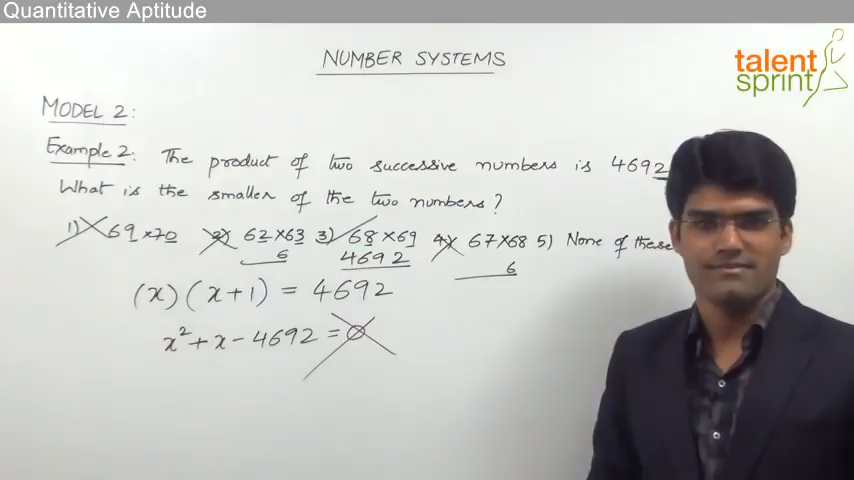 Quantitative Aptitude
NUMBER SYSTEMS
talent
sprint
MODEL 2:
Example 2: The product of two successive numbers is 4692
What is the smaller of the two numbers?
1) 69×70 2) 62×63 3) 68×69 4) 67×68 5) None of these
6 4692 6
(x) (x+1) = 4692
x² + x - 4692 = 0